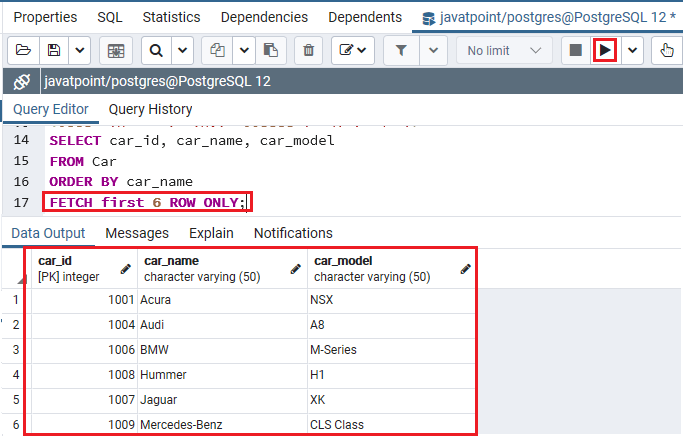 Properties SQL Statistics Dependencies Dependents javatpoint/postgres@PostgreSQL 12 *
No limit
javatpoint/postgres@PostgreSQL 12
Query Editor Query History
14 SELECT car_id, car_name, car_model
15 FROM Car
16 ORDER BY car_name
17 FETCH first 6 ROW ONLY;
Data Output Messages Explain Notifications
car_id car_name car_model
[PK] integer character varying (50) character varying (50)
1 1001 Acura NSX
2 1004 Audi A8
3 1006 BMW M-Series
4 1008 Hummer H1
5 1007 Jaguar XK
6 1009 Mercedes-Benz CLS Class